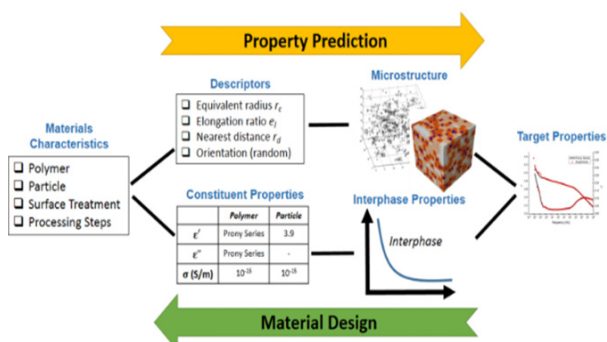 Property Prediction
Descriptors
Equivalent radius rₑ
Elongation ratio eₗ
Nearest distance r_d
Orientation (random)
Microstructure
Materials
Characteristics
Polymer
Particle
Surface Treatment
Processing Steps
Target Properties
Constituent Properties
Polymer Particle
ε' Prony Series 3.9
ε'' Prony Series -
σ (S/m) 10⁻¹⁶ 10⁻¹⁶
Interphase Properties
Interphase
Material Design